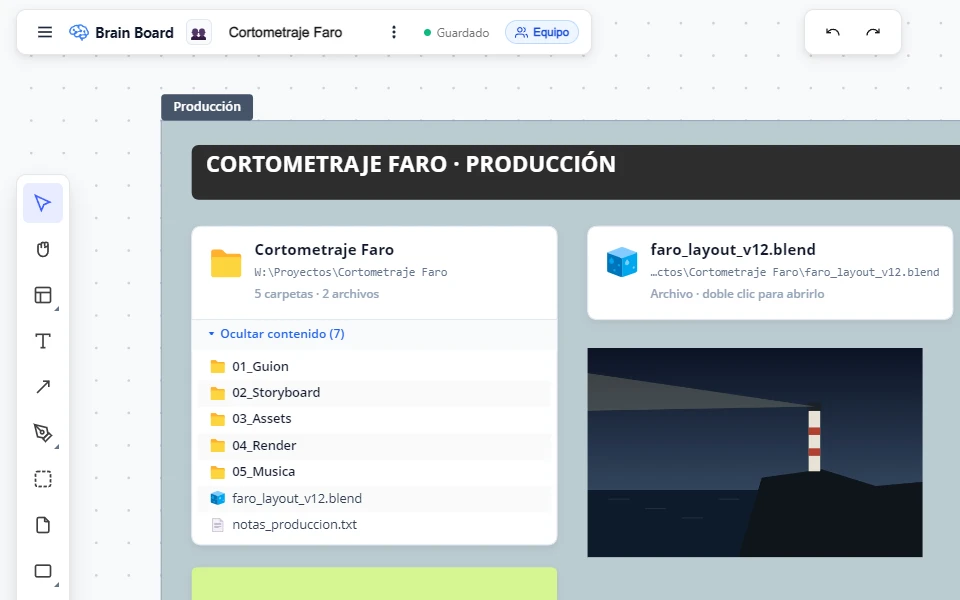 Brain Board
Cortometraje Faro
Guardado
Equipo
Producción
CORTOMETRAJE FARO · PRODUCCIÓN
Cortometraje Faro
W:\Proyectos\Cortometraje Faro
5 carpetas · 2 archivos
Ocultar contenido (7)
01_Guion
02_Storyboard
03_Assets
04_Render
05_Musica
faro_layout_v12.blend
notas_produccion.txt
faro_layout_v12.blend
…ctos\Cortometraje Faro\faro_layout_v12.blend
Archivo · doble clic para abrirlo